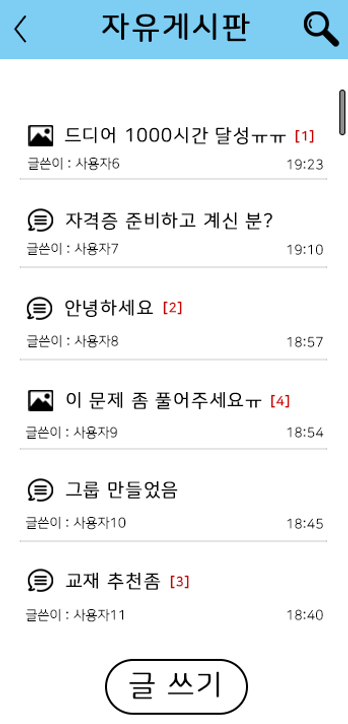 자유게시판
드디어 1000시간 달성ㅠㅠ [1]
글쓴이 : 사용자6 19:23
자격증 준비하고 계신 분?
글쓴이 : 사용자7 19:10
안녕하세요 [2]
글쓴이 : 사용자8 18:57
이 문제 좀 풀어주세요ㅠ [4]
글쓴이 : 사용자9 18:54
그룹 만들었음
글쓴이 : 사용자10 18:45
교재 추천좀 [3]
글쓴이 : 사용자11 18:40
글 쓰기